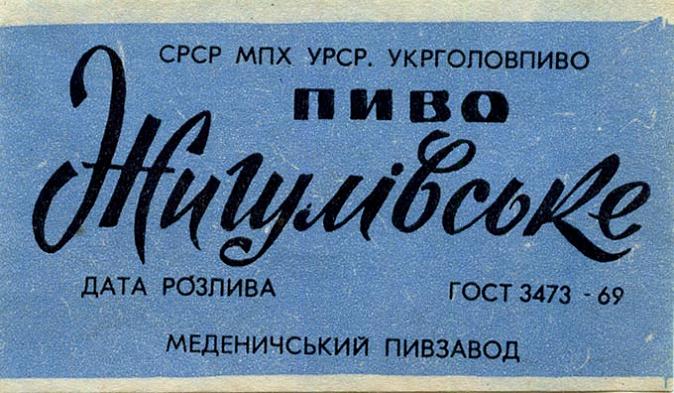 СРСР МПХ УРСР. УКРГОЛОВПИВО
ПИВО
Жигулівське
ДАТА РОЗЛИВА ГОСТ 3473 - 69
МЕДЕНИЧСЬКИЙ ПИВЗАВОД